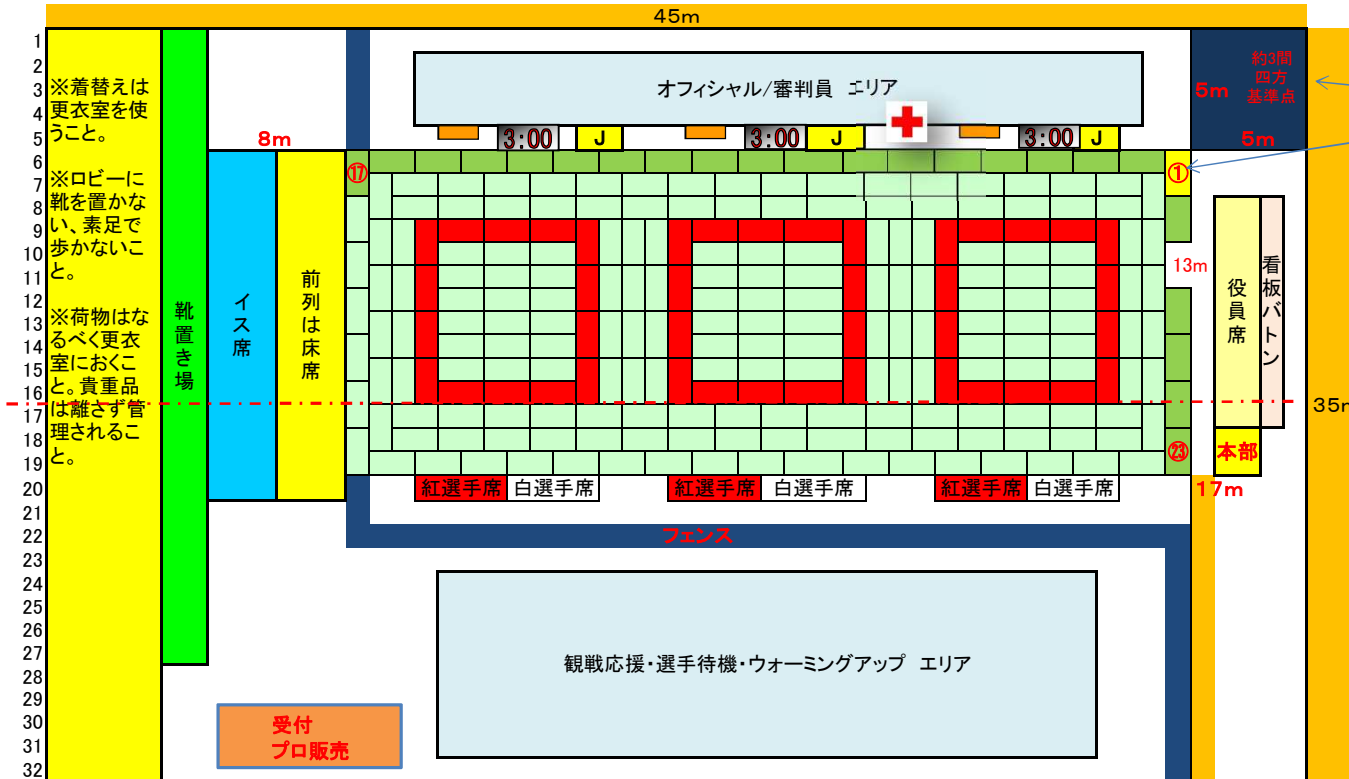 45m
1
2
3
4
5
6
7
8
9
10
11
12
13
14
15
16
17
18
19
20
21
22
23
24
25
26
27
28
29
30
31
32
※着替えは
更衣室を使
うこと。
※ロビーに
靴を置かな
い、素足で
歩かないこ
と。
※荷物はな
るべく更衣
室におくこ
と。貴重品
は離さず管
理されるこ
と。
靴置き場
8m
イス席
前列は床席
オフィシャル/審判員 エリア
3:00
J
3:00
J
3:00
J
約3間
四方
基準点
5m
5m
⑰
①
13m
㉓
役員席
看板バトン
本部
17m
35m
紅選手席
白選手席
紅選手席
白選手席
紅選手席
白選手席
フェンス
観戦応援・選手待機・ウォーミングアップ エリア
受付
プロ販売